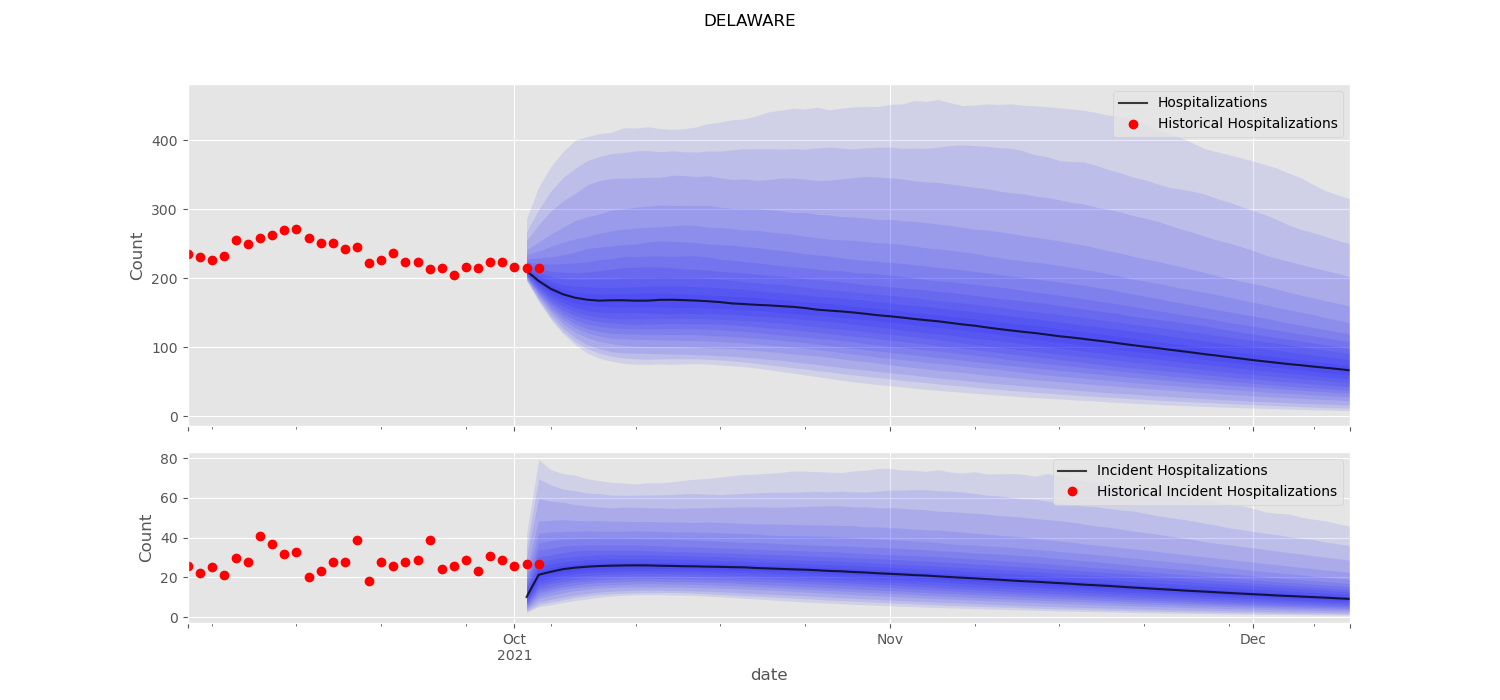 DELAWARE
Hospitalizations
Historical Hospitalizations
Count
400
300
200
100
0
Incident Hospitalizations
Historical Incident Hospitalizations
Count
80
60
40
20
0
Oct
2021
Nov
Dec
date